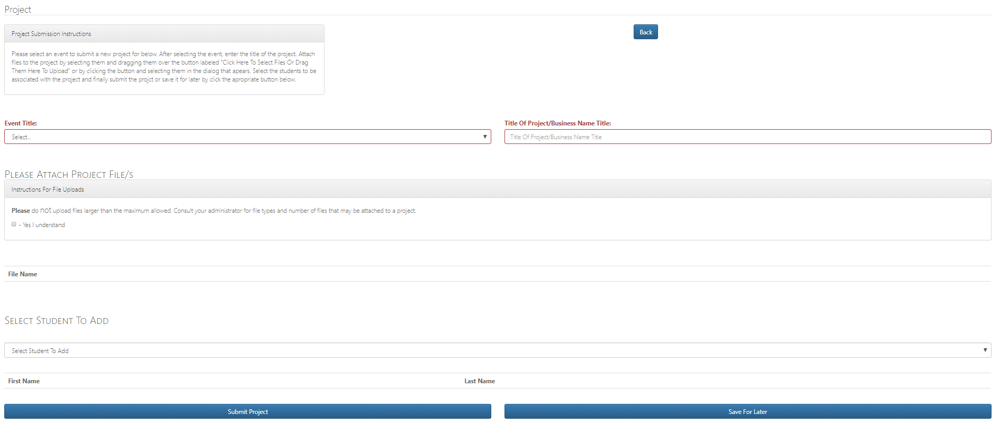 Project
Project Submission Instructions
Back
Please select an event to submit a new project for below. After selecting the event, enter the title of the project. Attach
files to the project by selecting them and dragging them over the button labeled "Click Here To Select Files Or Drag
Them Here To Upload" or by clicking the button and selecting them in the dialog that apears. Select the students to be
associated with the project and finally submit the projct or save it for later by click the apropriate button below.
Event Title:
Title Of Project/Business Name Title:
Select...
Title Of Project/Business Name Title
Please Attach Project File/s
Instructions For File Uploads
Please do not upload files larger than the maximum allowed. Consult your administrator for file types and number of files that may be attached to a project.
- Yes I understand
File Name
Select Student To Add
Select Student To Add
First Name
Last Name
Submit Project
Save For Later